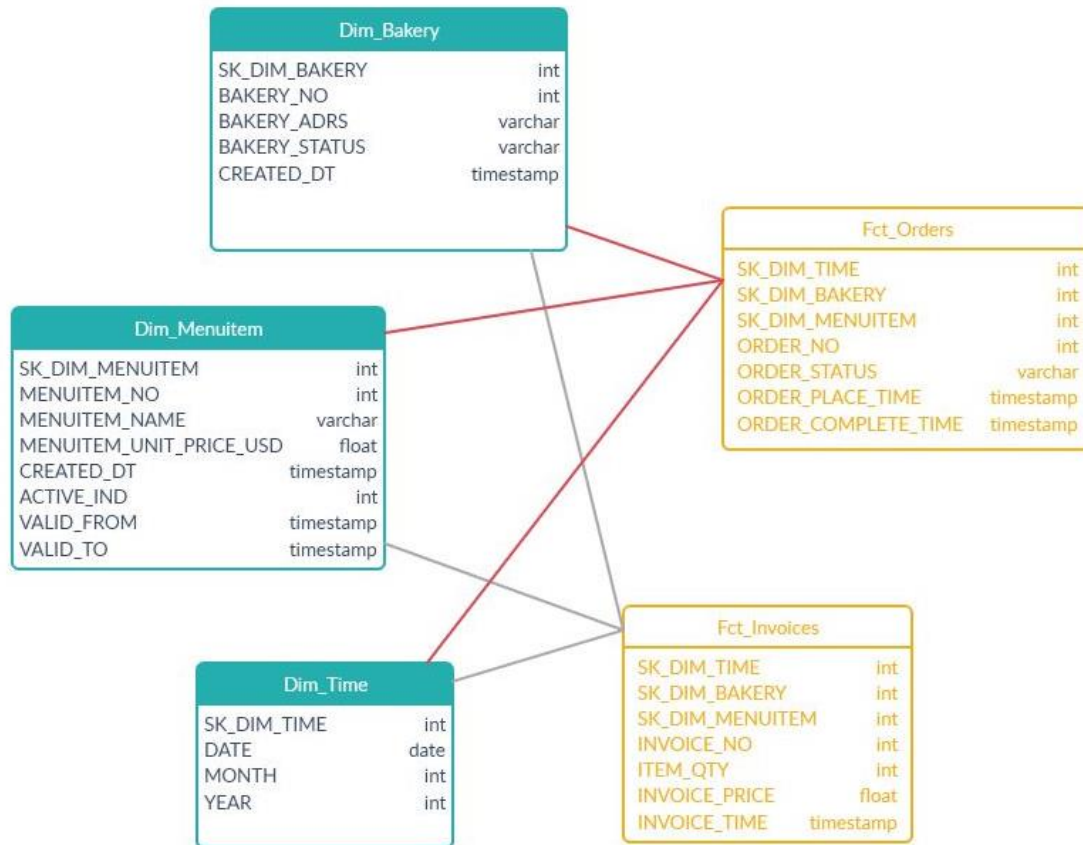 Dim_Bakery
SK_DIM_BAKERY int
BAKERY_NO int
BAKERY_ADRS varchar
BAKERY_STATUS varchar
CREATED_DT timestamp
Fct_Orders
SK_DIM_TIME int
SK_DIM_BAKERY int
SK_DIM_MENUITEM int
ORDER_NO int
ORDER_STATUS varchar
ORDER_PLACE_TIME timestamp
ORDER_COMPLETE_TIME timestamp
Dim_Menuitem
SK_DIM_MENUITEM int
MENUITEM_NO int
MENUITEM_NAME varchar
MENUITEM_UNIT_PRICE_USD float
CREATED_DT timestamp
ACTIVE_IND int
VALID_FROM timestamp
VALID_TO timestamp
Fct_Invoices
SK_DIM_TIME int
SK_DIM_BAKERY int
SK_DIM_MENUITEM int
INVOICE_NO int
ITEM_QTY int
INVOICE_PRICE float
INVOICE_TIME timestamp
Dim_Time
SK_DIM_TIME int
DATE date
MONTH int
YEAR int